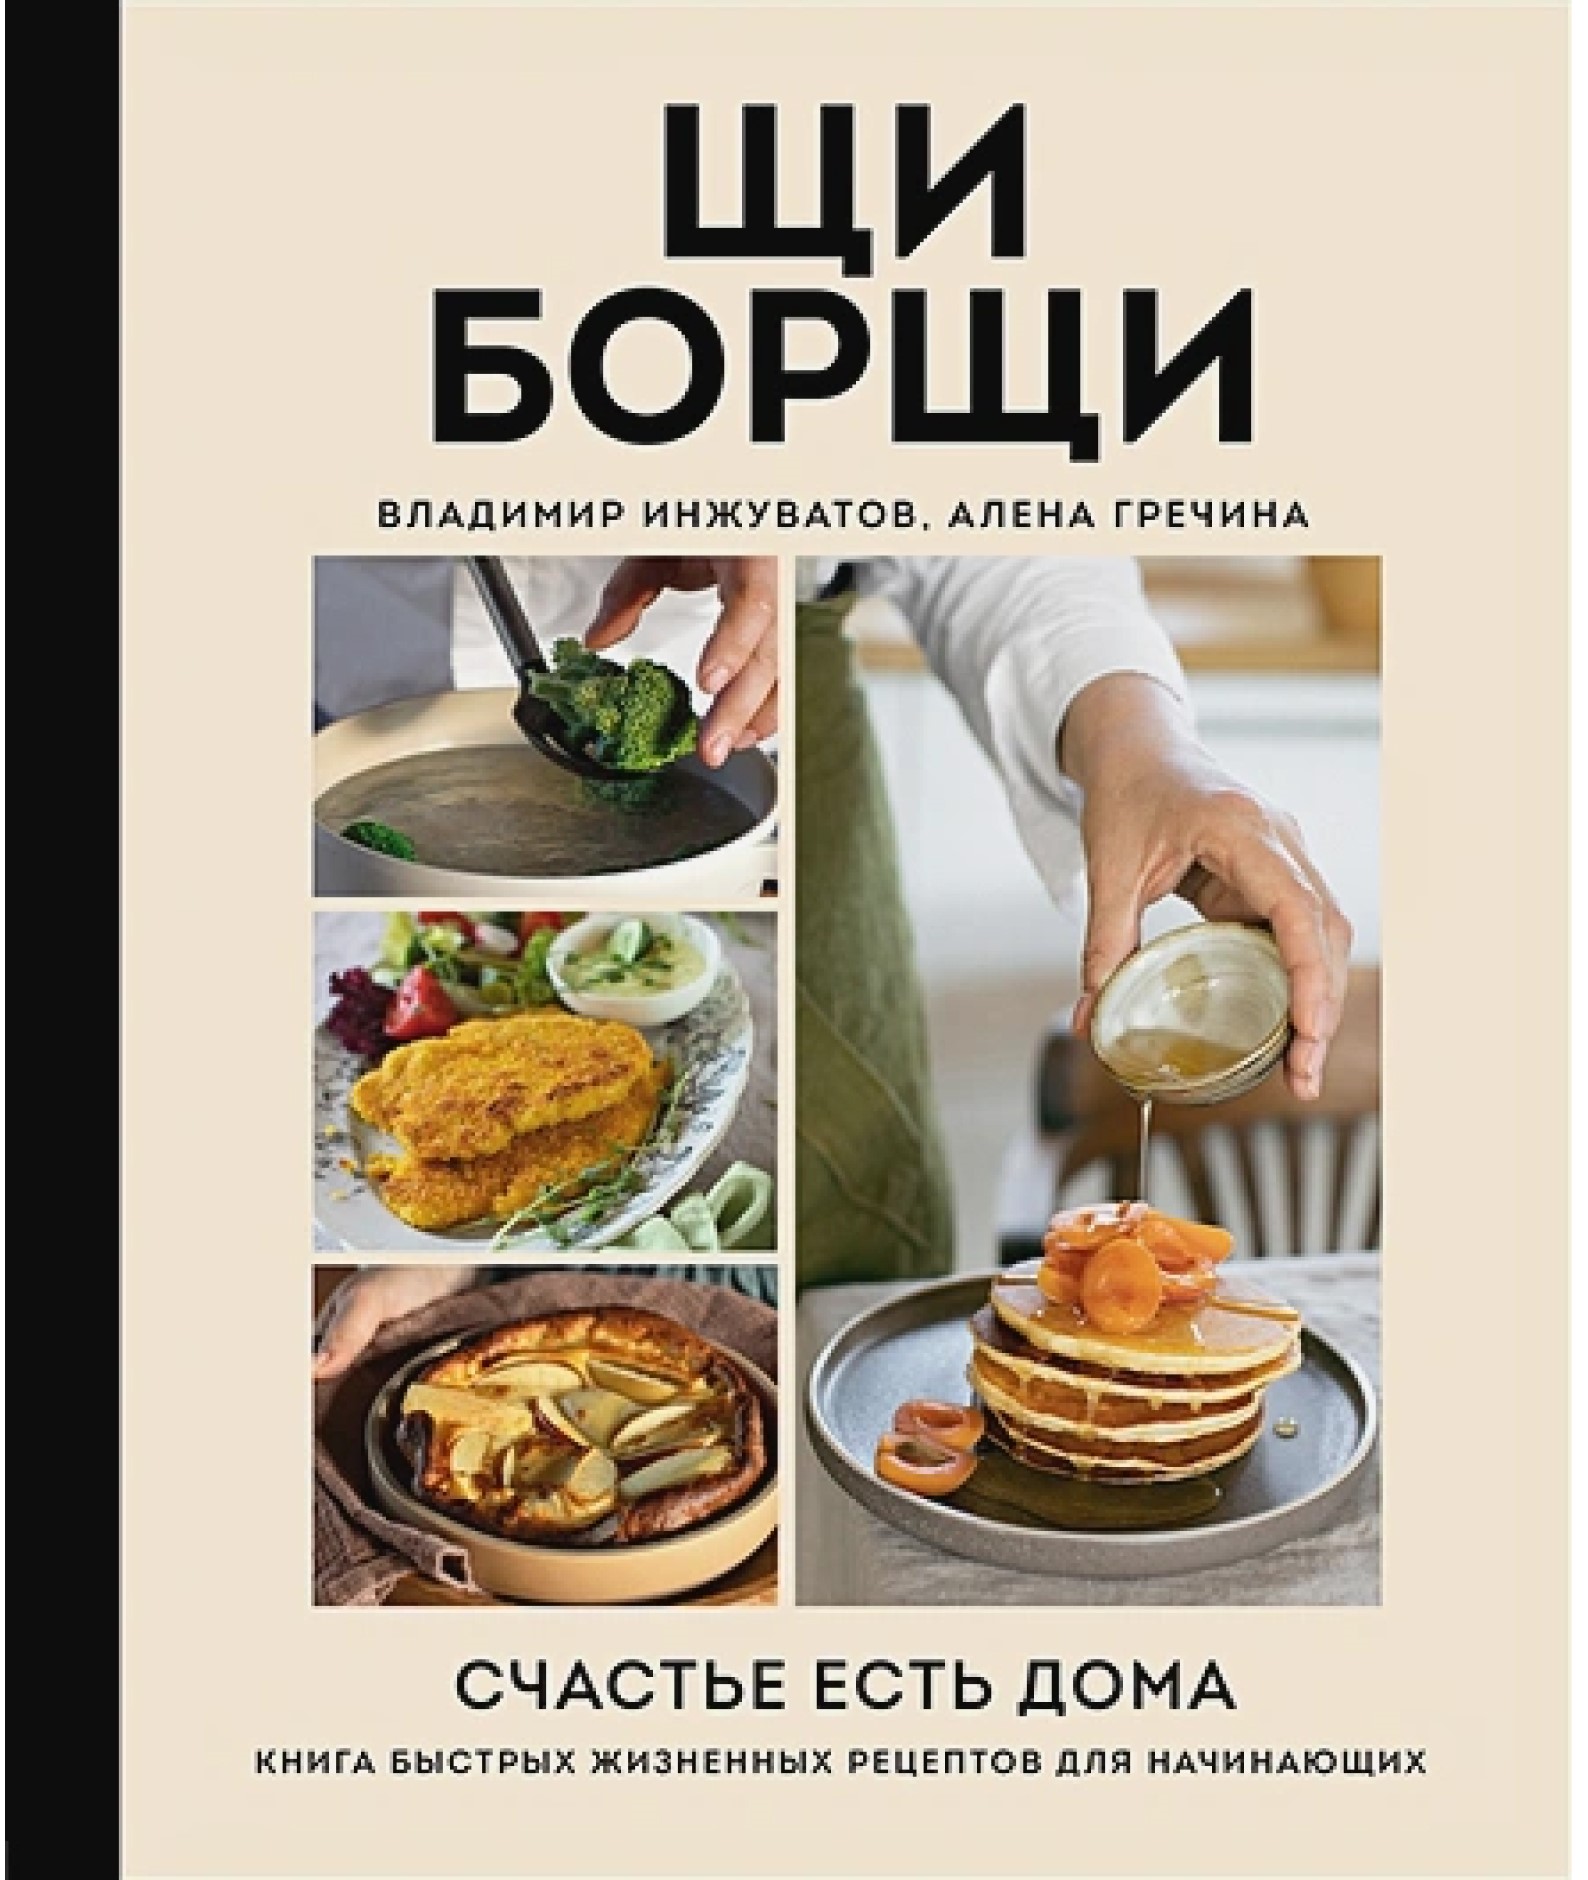 ЩИ
БОРЩИ
ВЛАДИМИР ИНЖУВАТОВ, АЛЕНА ГРЕЧИНА
СЧАСТЬЕ ЕСТЬ ДОМА
КНИГА БЫСТРЫХ ЖИЗНЕННЫХ РЕЦЕПТОВ ДЛЯ НАЧИНАЮЩИХ